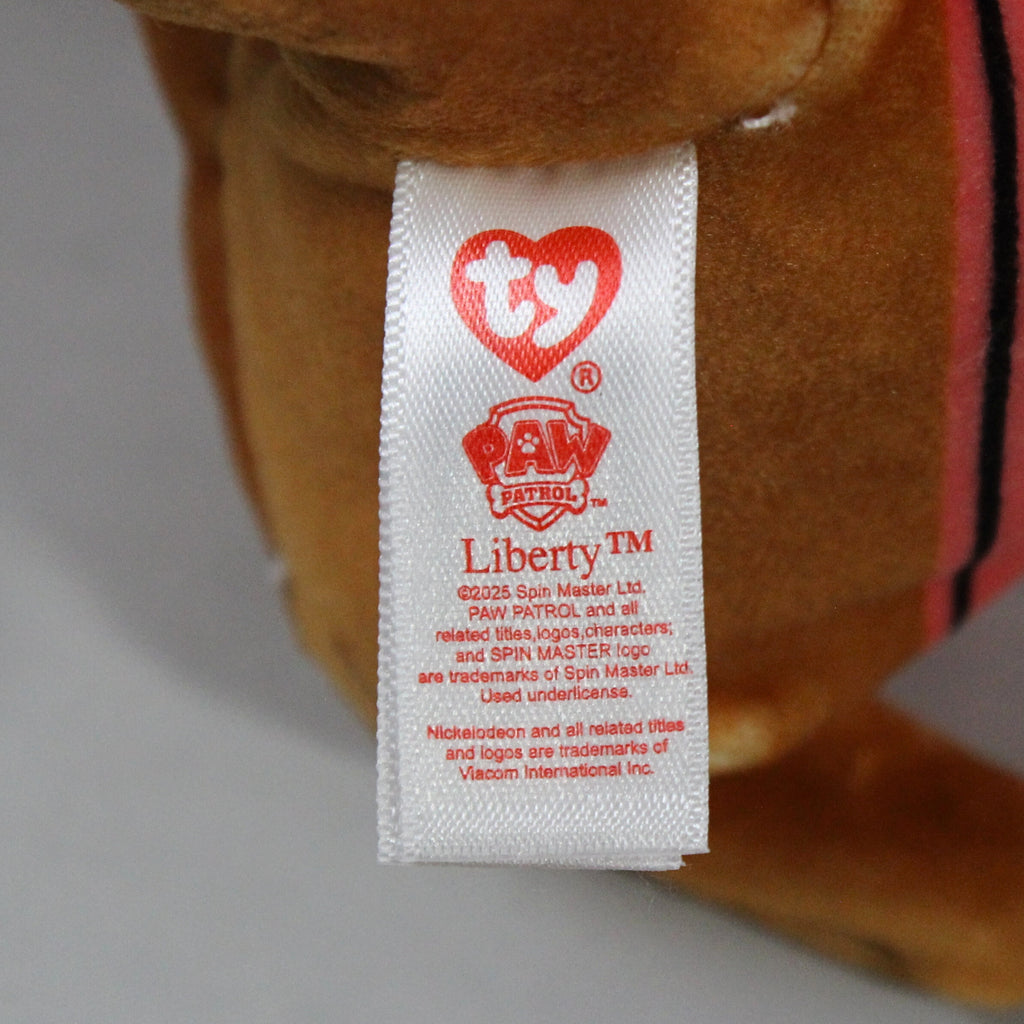 ty
®
PAW
PATROL™
Liberty™
©2025 Spin Master Ltd.
PAW PATROL and all
related titles,logos,characters;
and SPIN MASTER logo
are trademarks of Spin Master Ltd.
Used underlicense.
Nickelodeon and all related titles
and logos are trademarks of
Viacom International Inc.